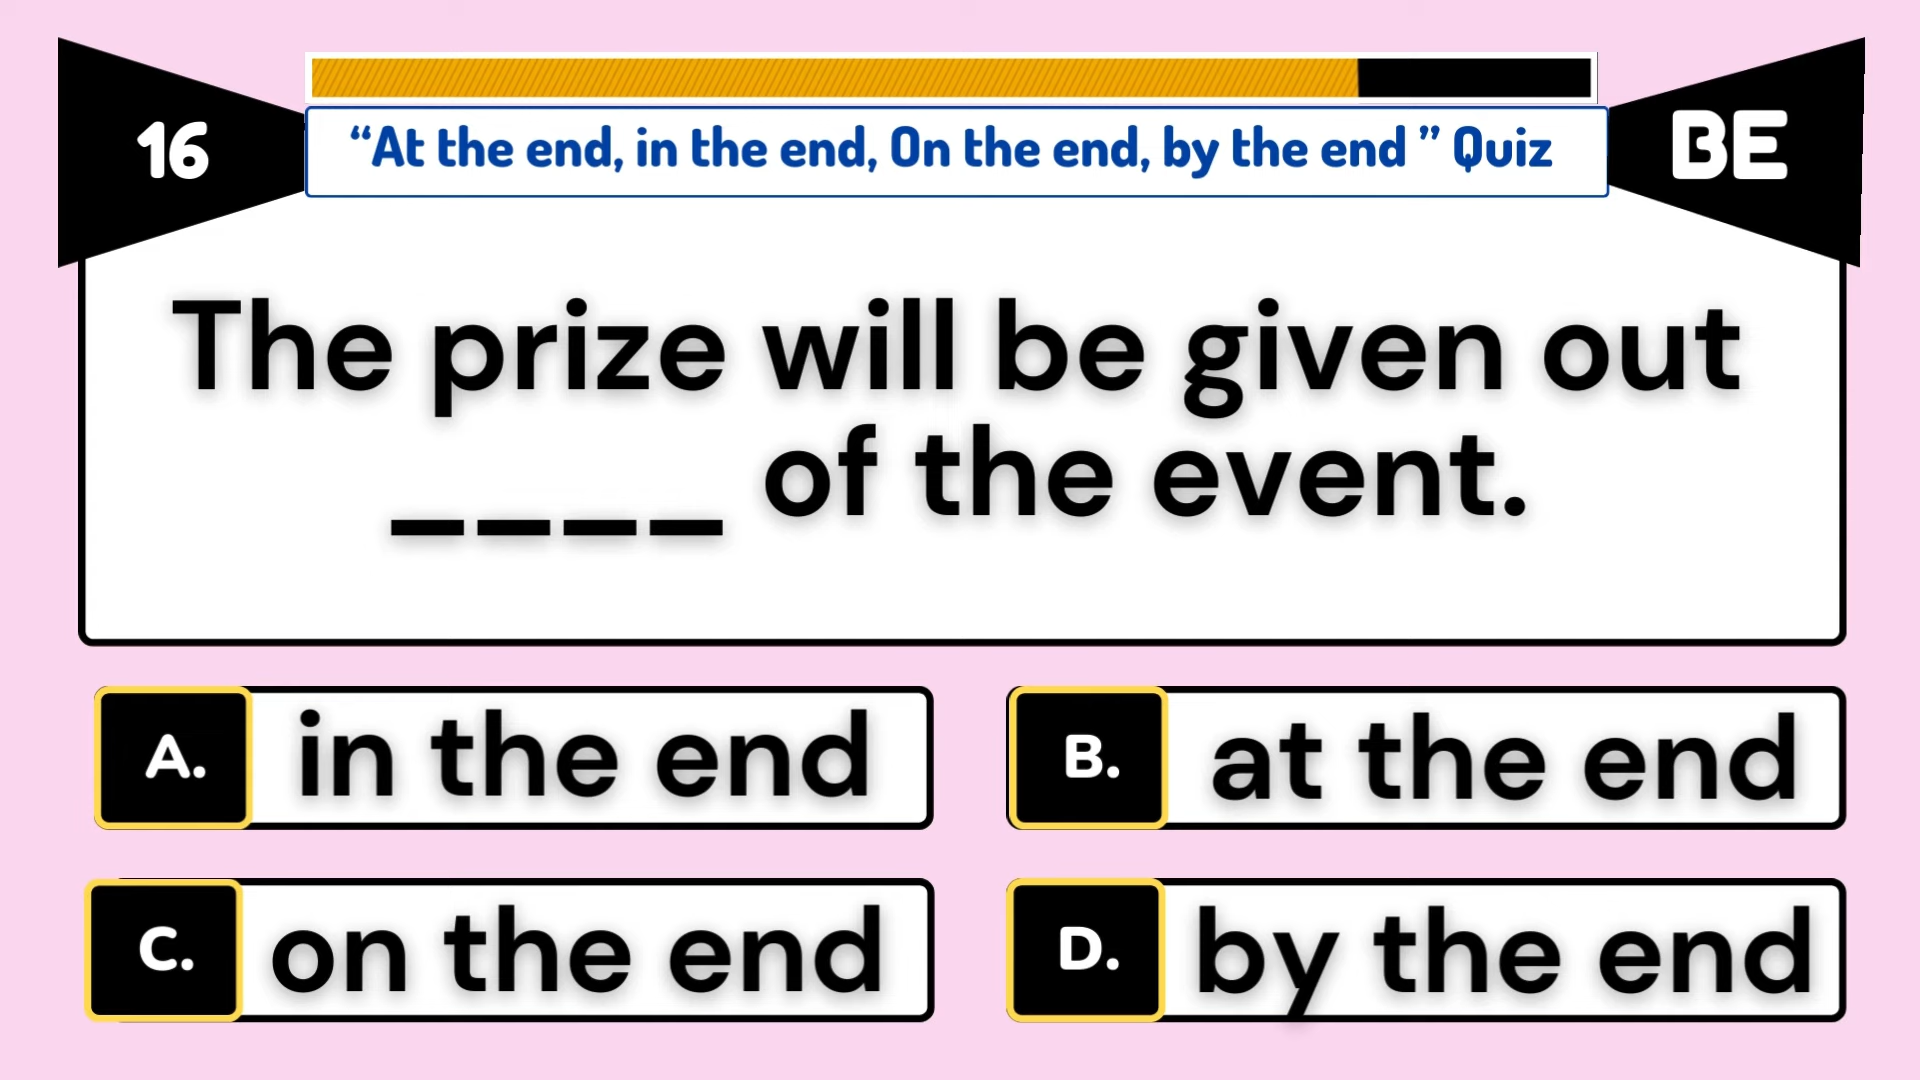 16
“At the end, in the end, On the end, by the end ” Quiz
BE
The prize will be given out
____ of the event.
A. in the end
B. at the end
C. on the end
D. by the end